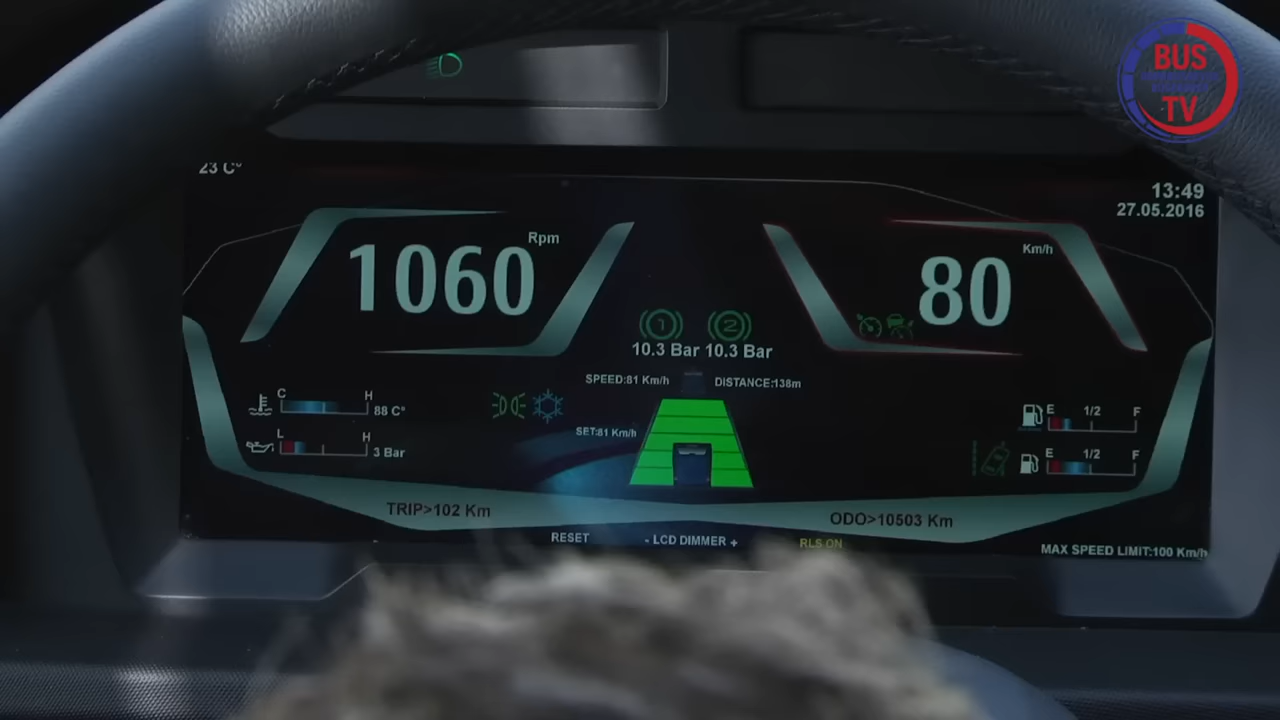 BUS
TV
23 C°
13:49
27.05.2016
Rpm
1060
Km/h
80
1
2
10.3 Bar 10.3 Bar
SPEED:81 Km/h
DISTANCE:138m
SET:81 Km/h
C
H
88 C°
L
H
3 Bar
E 1/2 F
E 1/2 F
TRIP>102 Km
ODO>10503 Km
RESET
- LCD DIMMER +
RLS ON
MAX SPEED LIMIT:100 Km/h